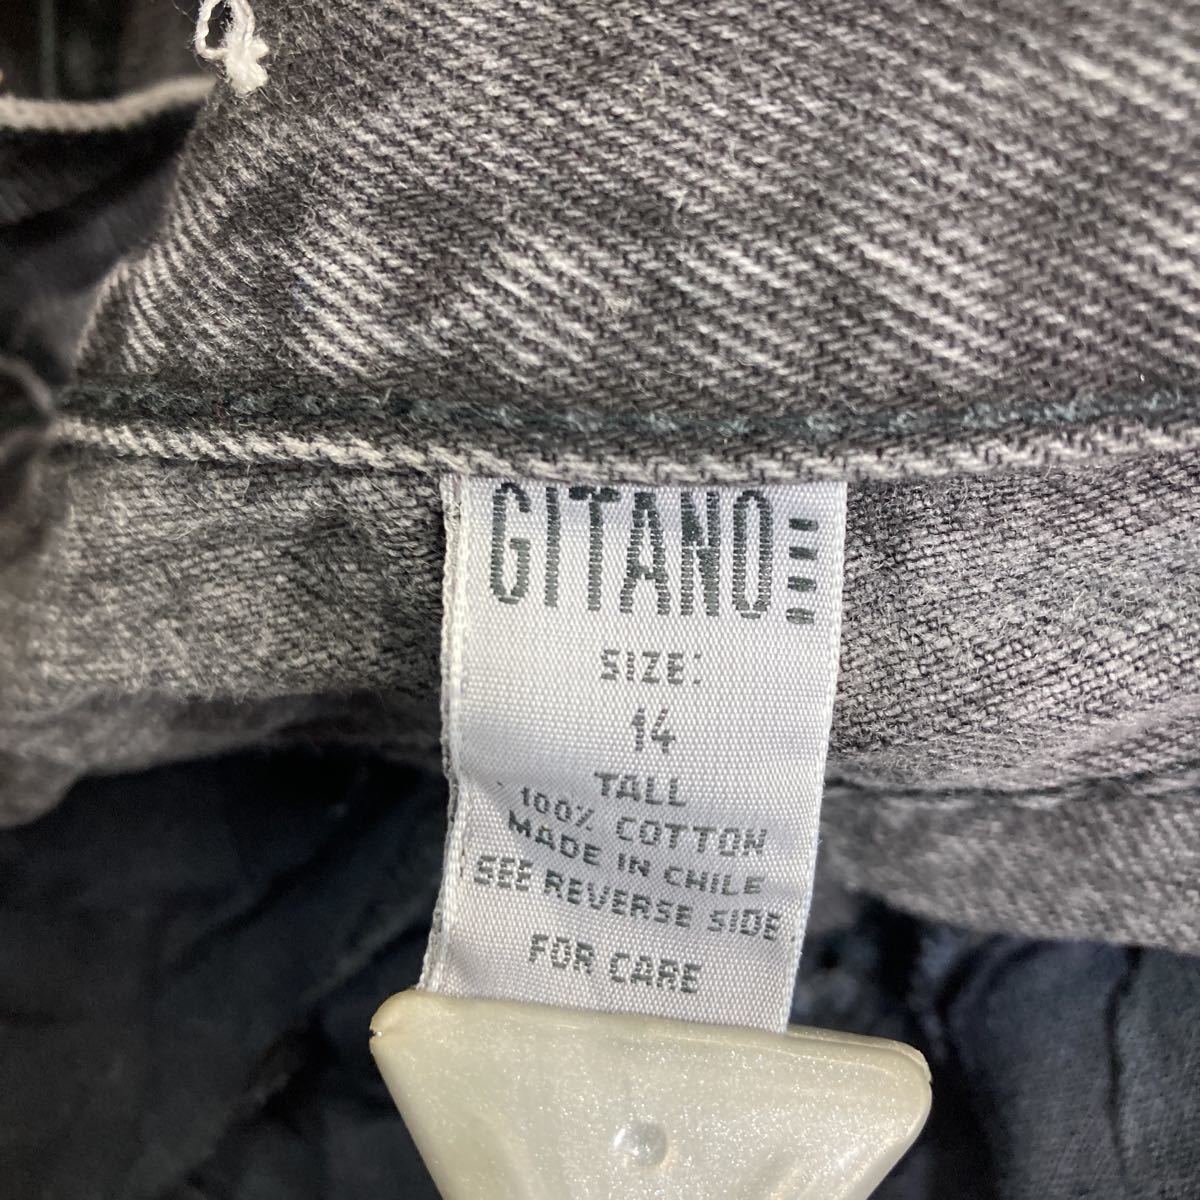 GITANO
SIZE:
14
TALL
100% COTTON
MADE IN CHILE
SEE REVERSE SIDE
FOR CARE